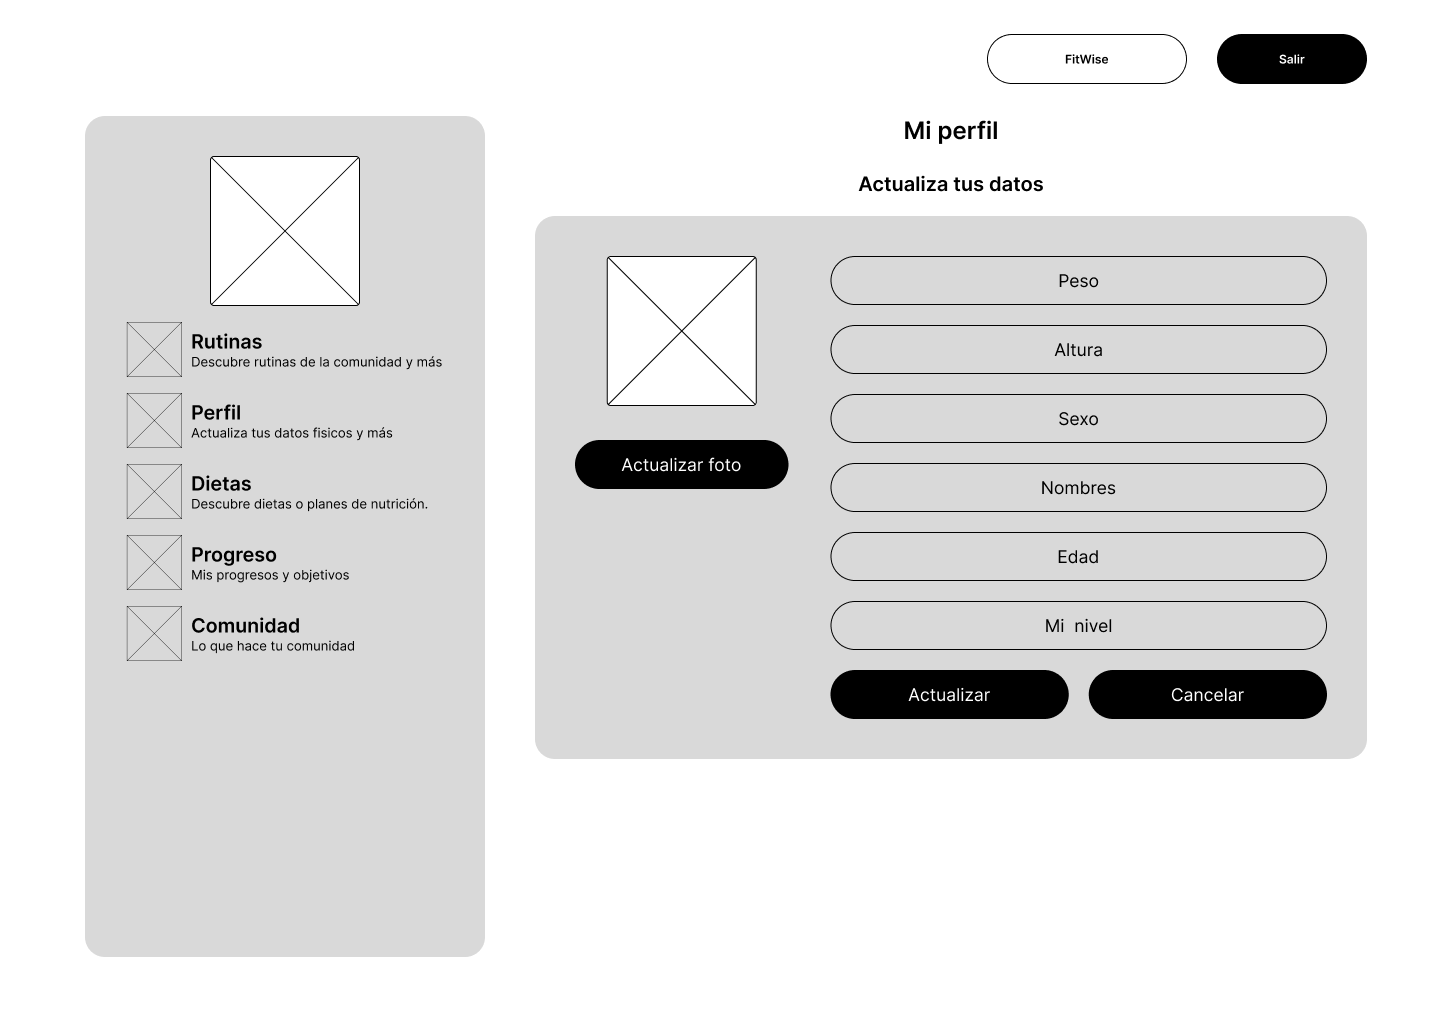 FitWise
Salir
Rutinas
Descubre rutinas de la comunidad y más
Perfil
Actualiza tus datos fisicos y más
Dietas
Descubre dietas o planes de nutrición.
Progreso
Mis progresos y objetivos
Comunidad
Lo que hace tu comunidad
Mi perfil
Actualiza tus datos
Actualizar foto
Peso
Altura
Sexo
Nombres
Edad
Mi  nivel
Actualizar
Cancelar